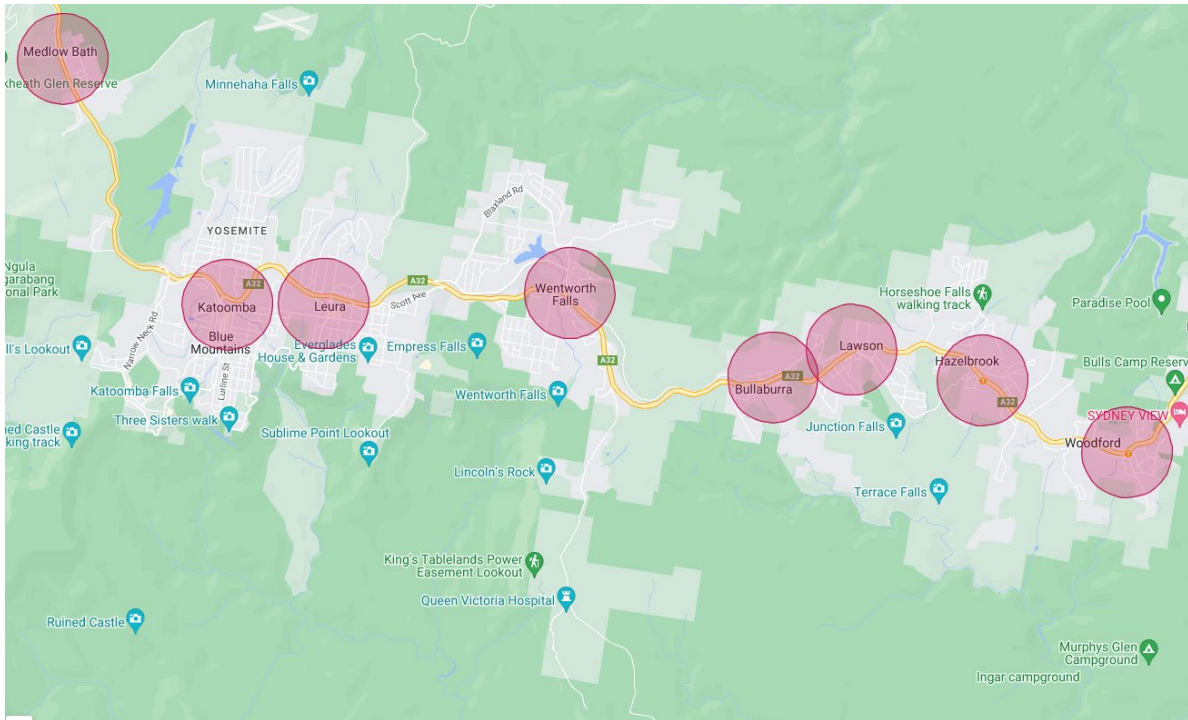 Medlow Bath
kheath Glen Reserve
Minnehaha Falls
Blaxland Rd
YOSEMITE
Ngula
garabang
onal Park
A32
A32
Katoomba
Leura
Scott Ave
Wentworth
Falls
Horseshoe Falls
walking track
Paradise Pool
Narrow Neck Rd
Blue
Mountains
Everglades
House & Gardens
Empress Falls
A32
Lawson
Hazelbrook
Bulls Camp Reserv
ll's Lookout
Lurline St
Katoomba Falls
Wentworth Falls
Bullaburra
A32
A32
Three Sisters walk
Sublime Point Lookout
Junction Falls
SYDNEY VIEW
ned Castle
king track
Woodford
Lincoln's Rock
Terrace Falls
King's Tablelands Power
Easement Lookout
Queen Victoria Hospital
Ruined Castle
Murphys Glen
Campground
Ingar campground